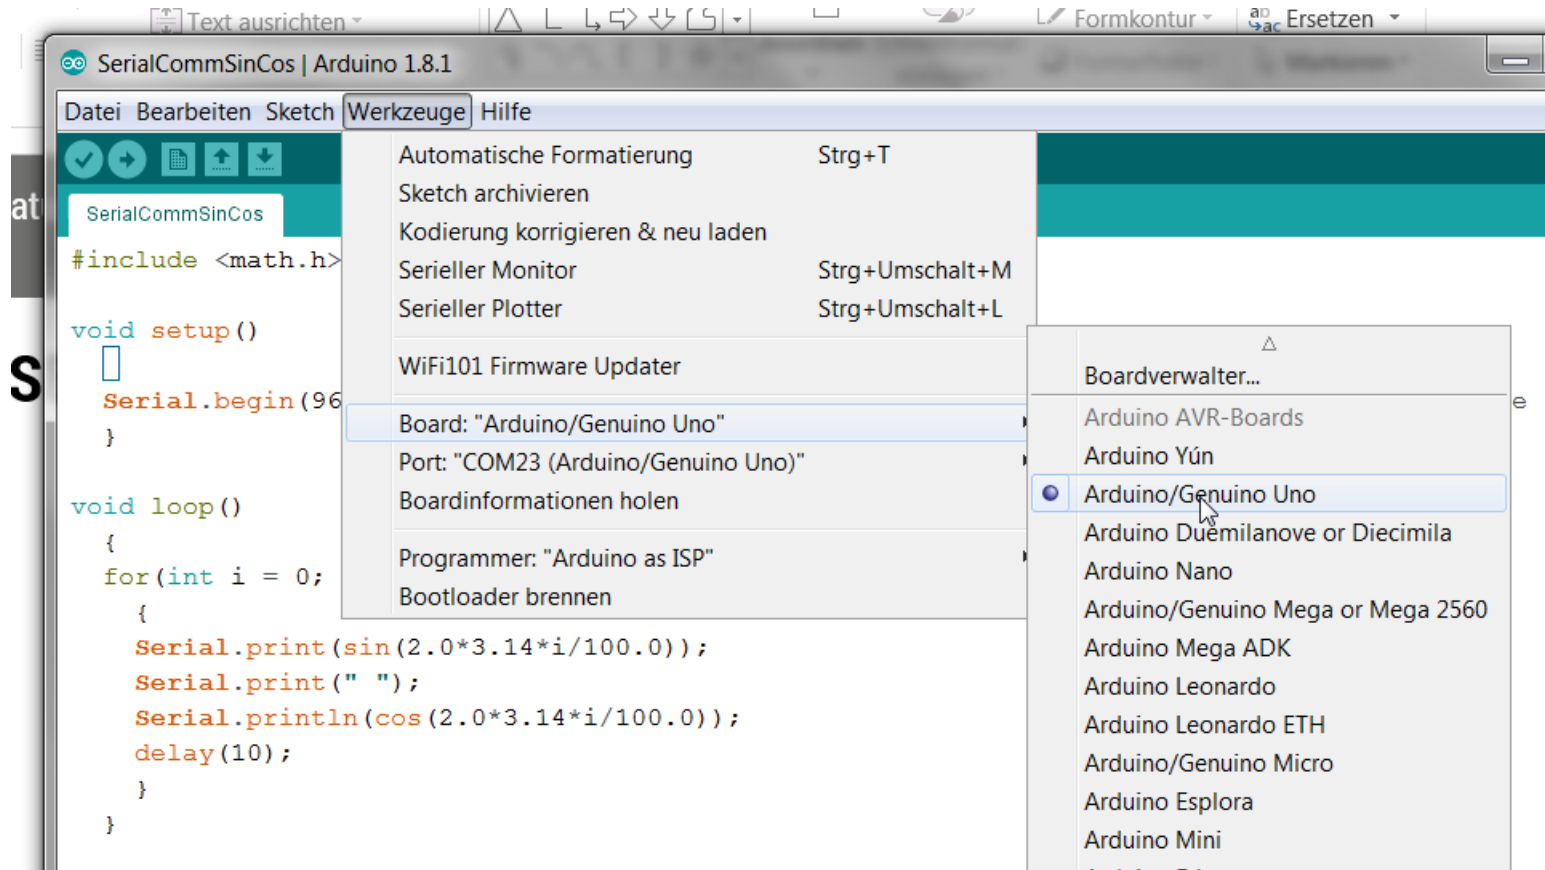 Text ausrichten
Formkontur
Ersetzen
SerialCommSinCos | Arduino 1.8.1
Datei Bearbeiten Sketch Werkzeuge Hilfe
SerialCommSinCos
Automatische Formatierung Strg+T
Sketch archivieren
Kodierung korrigieren & neu laden
Serieller Monitor Strg+Umschalt+M
Serieller Plotter Strg+Umschalt+L
WiFi101 Firmware Updater
Board: "Arduino/Genuino Uno"
Port: "COM23 (Arduino/Genuino Uno)"
Boardinformationen holen
Programmer: "Arduino as ISP"
Bootloader brennen
Boardverwalter...
Arduino AVR-Boards
Arduino Yún
Arduino/Genuino Uno
Arduino Duemilanove or Diecimila
Arduino Nano
Arduino/Genuino Mega or Mega 2560
Arduino Mega ADK
Arduino Leonardo
Arduino Leonardo ETH
Arduino/Genuino Micro
Arduino Esplora
Arduino Mini
#include <math.h>
void setup()
Serial.begin(96
}
void loop()
{
for(int i = 0;
{
Serial.print(sin(2.0*3.14*i/100.0));
Serial.print(" ");
Serial.println(cos(2.0*3.14*i/100.0));
delay(10);
}
}